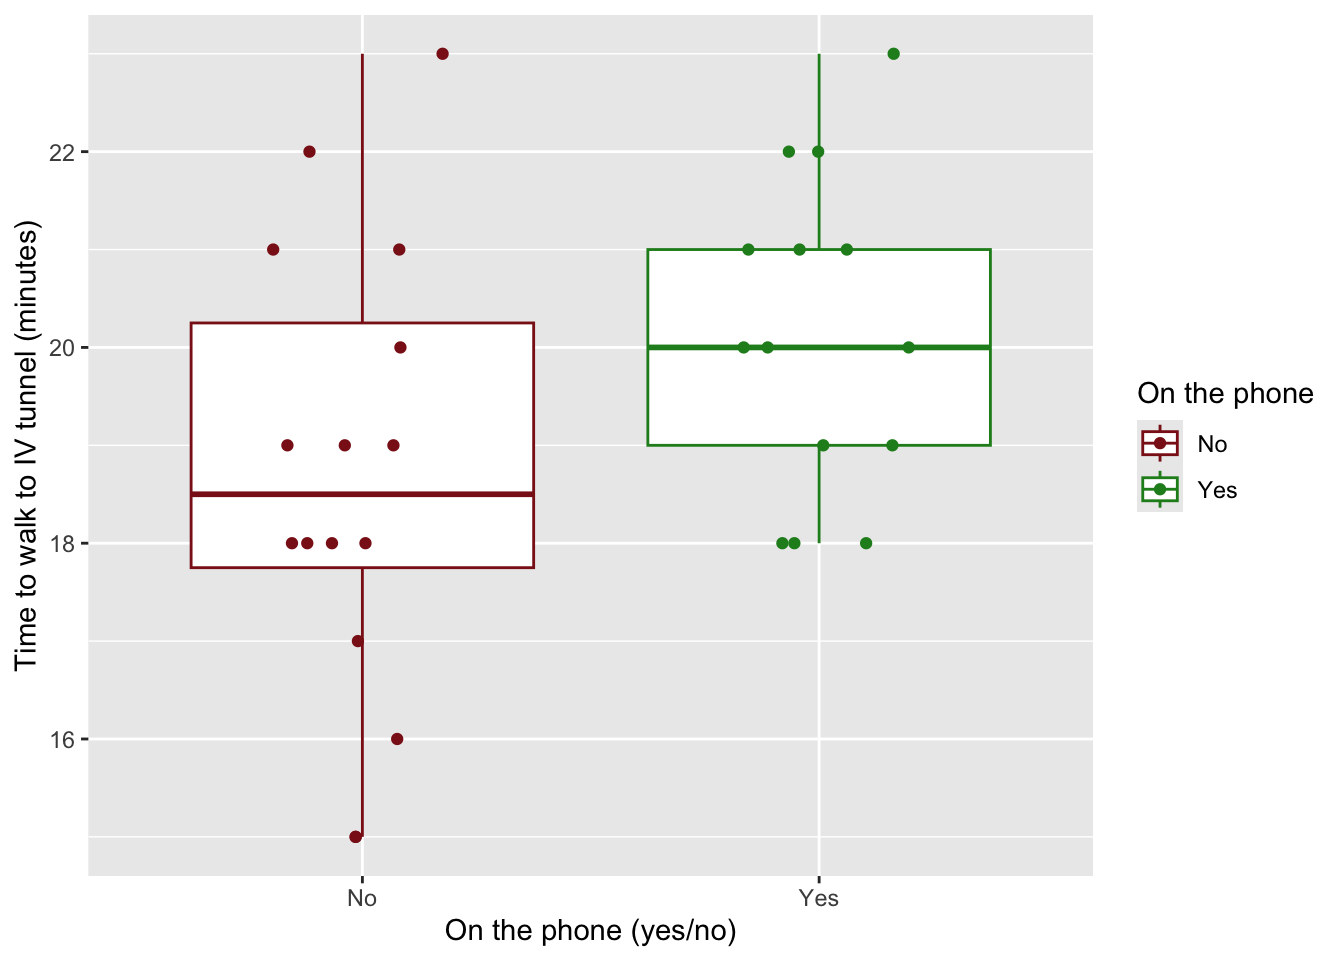 Time to walk to IV tunnel (minutes)
22
20
18
16
No
Yes
On the phone (yes/no)
On the phone
No
Yes